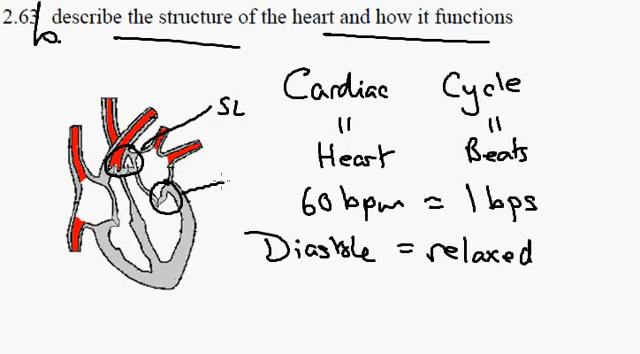 2.63 describe the structure of the heart and how it functions
b.
SL
Cardiac Cycle
= =
Heart Beats
60 bpm = 1 bps
Diastole = relaxed